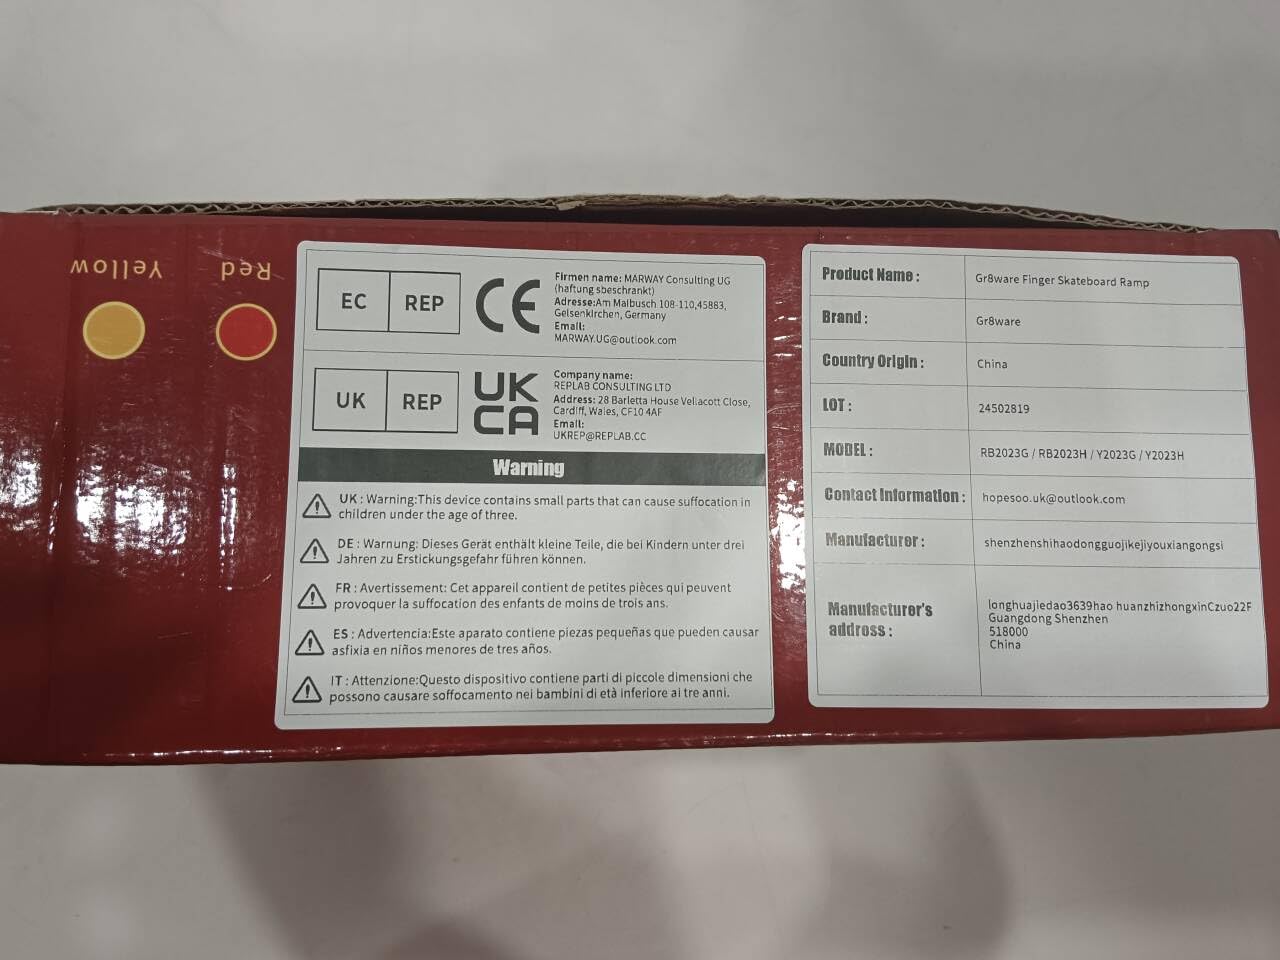 Yellow
Red
EC REP
CE
Firmen name: MARWAY Consulting UG
(haftung sbeschrankt)
Adresse:Am Malbusch 108-110,45883,
Gelsenkirchen, Germany
Email:
MARWAY.UG@outlook.com
UK REP
UK
CA
Company name:
REPLAB CONSULTING LTD
Address: 28 Barletta House Vellacott Close,
Cardiff, Wales, CF10 4AF
Email:
UKREP@REPLAB.CC
Warning
UK : Warning:This device contains small parts that can cause suffocation in
children under the age of three.
DE : Warnung: Dieses Gerät enthält kleine Teile, die bei Kindern unter drei
Jahren zu Erstickungsgefahr führen können.
FR : Avertissement: Cet appareil contient de petites pièces qui peuvent
provoquer la suffocation des enfants de moins de trois ans.
ES : Advertencia:Este aparato contiene piezas pequeñas que pueden causar
asfixia en niños menores de tres años.
IT : Attenzione:Questo dispositivo contiene parti di piccole dimensioni che
possono causare soffocamento nei bambini di età inferiore ai tre anni.
Product Name : Gr8ware Finger Skateboard Ramp
Brand : Gr8ware
Country Origin : China
LOT : 24502819
MODEL : RB2023G / RB2023H / Y2023G / Y2023H
Contact Information : hopesoo.uk@outlook.com
Manufacturer : shenzhenshihaodongguojikejiyouxiangongsi
Manufacturer's
address :
longhuajiedao3639hao huanzhizhongxinCzuo22F
Guangdong Shenzhen
518000
China